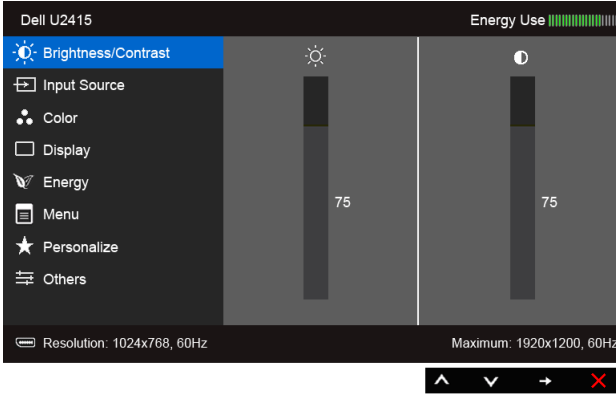 Dell U2415
Energy Use
Brightness/Contrast
Input Source
Color
Display
Energy
Menu
Personalize
Others
75
75
Resolution: 1024x768, 60Hz
Maximum: 1920x1200, 60Hz